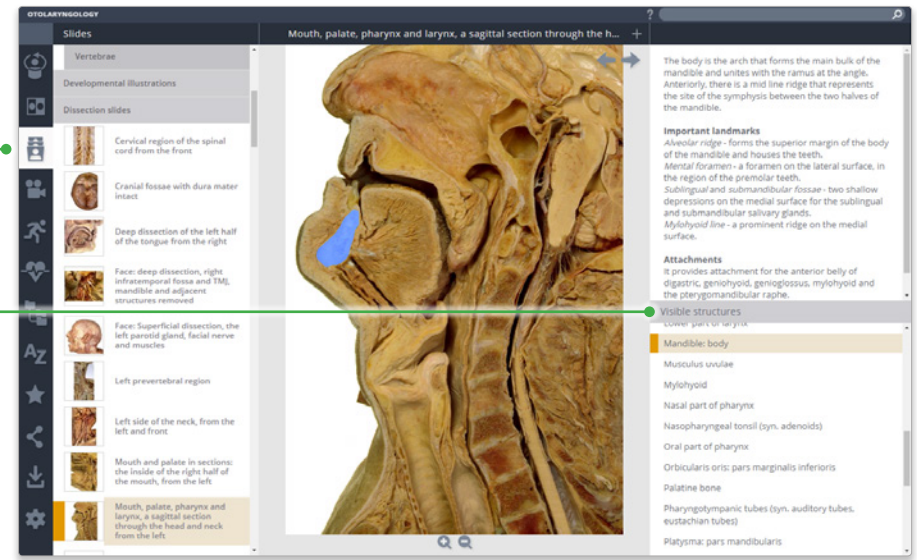 OTOLARYNGOLOGY
?
Slides
Mouth, palate, pharynx and larynx, a sagittal section through the h...
+
Vertebrae
Developmental illustrations
Dissection slides
Cervical region of the spinal
cord from the front
Cranial fossae with dura mater
intact
Deep dissection of the left half
of the tongue from the right
Face: deep dissection, right
infratemporal fossa and TMJ,
mandible and adjacent
structures removed
Face: Superficial dissection, the
left parotid gland, facial nerve
and muscles
Left prevertebral region
Left side of the neck, from the
left and front
Mouth and palate in sections:
the inside of the right half of
the mouth, from the left
Mouth, palate, pharynx and
larynx, a sagittal section
through the head and neck
from the left
AZ
The body is the arch that forms the main bulk of the
mandible and unites with the ramus at the angle.
Anteriorly, there is a mid line ridge that represents
the site of the symphysis between the two halves of
the mandible.
Important landmarks
Alveolar ridge - forms the superior margin of the body
of the mandible and houses the teeth.
Mental foramen - a foramen on the lateral surface, in
the region of the premolar teeth.
Sublingual and submandibular fossae - two shallow
depressions on the medial surface for the sublingual
and submandibular salivary glands.
Mylohyoid line - a prominent ridge on the medial
surface.
Attachments
It provides attachment for the anterior belly of
digastric, geniohyoid, genioglossus, mylohyoid and
the pterygomandibular raphe.
Visible structures
Lower part of larynx
Mandible: body
Musculus uvulae
Mylohyoid
Nasal part of pharynx
Nasopharyngeal tonsil (syn. adenoids)
Oral part of pharynx
Orbicularis oris: pars marginalis inferioris
Palatine bone
Pharyngotympanic tubes (syn. auditory tubes,
eustachian tubes)
Platysma: pars mandibularis